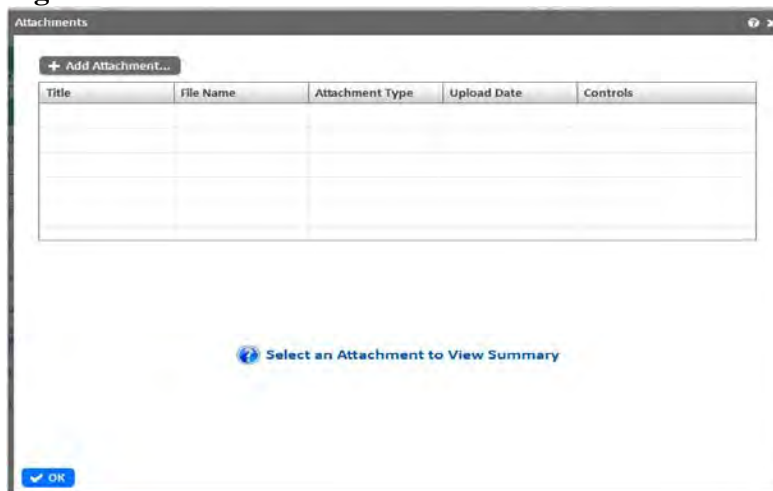 Attachments
+ Add Attachment...
Title File Name Attachment Type Upload Date Controls
Select an Attachment to View Summary
OK